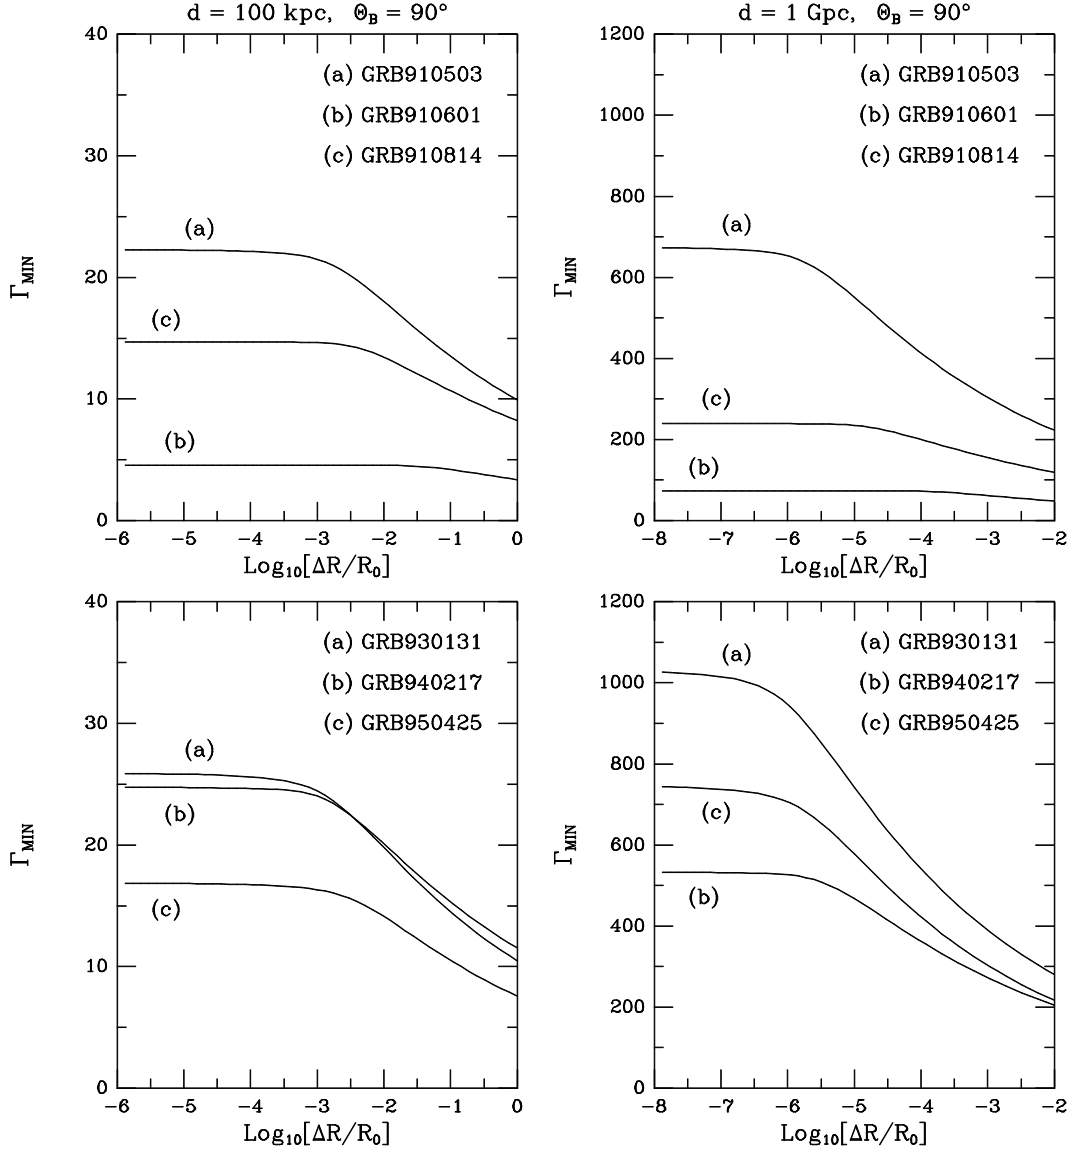 d = 100 kpc, Θ_B = 90°
40
30
20
10
0
Γ_MIN
(a) GRB910503
(b) GRB910601
(c) GRB910814
(a)
(c)
(b)
−6 −5 −4 −3 −2 −1 0
Log₁₀[ΔR/R₀]
d = 1 Gpc, Θ_B = 90°
1200
1000
800
600
400
200
0
Γ_MIN
(a) GRB910503
(b) GRB910601
(c) GRB910814
(a)
(c)
(b)
−8 −7 −6 −5 −4 −3 −2
Log₁₀[ΔR/R₀]
40
30
20
10
0
Γ_MIN
(a) GRB930131
(b) GRB940217
(c) GRB950425
(a)
(b)
(c)
−6 −5 −4 −3 −2 −1 0
Log₁₀[ΔR/R₀]
1200
1000
800
600
400
200
0
Γ_MIN
(a) GRB930131
(b) GRB940217
(c) GRB950425
(a)
(c)
(b)
−8 −7 −6 −5 −4 −3 −2
Log₁₀[ΔR/R₀]